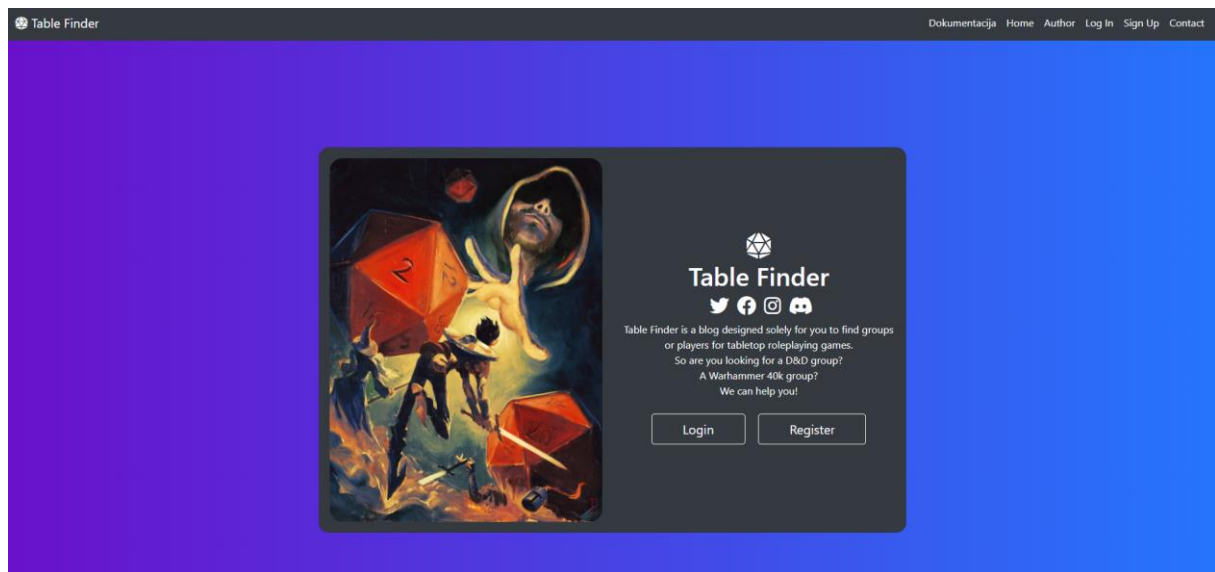 Table Finder
Dokumentacija Home Author Log In Sign Up Contact
2
12
Table Finder
Table Finder is a blog designed solely for you to find groups
or players for tabletop roleplaying games.
So are you looking for a D&D group?
A Warhammer 40k group?
We can help you!
Login Register